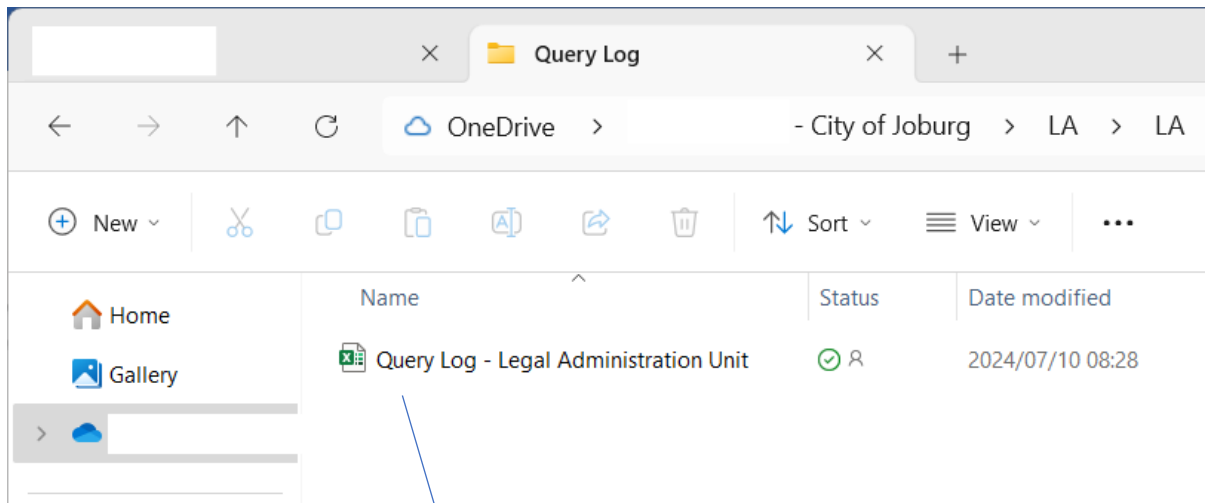 Query Log
OneDrive > - City of Joburg > LA > LA
New Sort View
Name Status Date modified
Home
Query Log - Legal Administration Unit 2024/07/10 08:28
Gallery